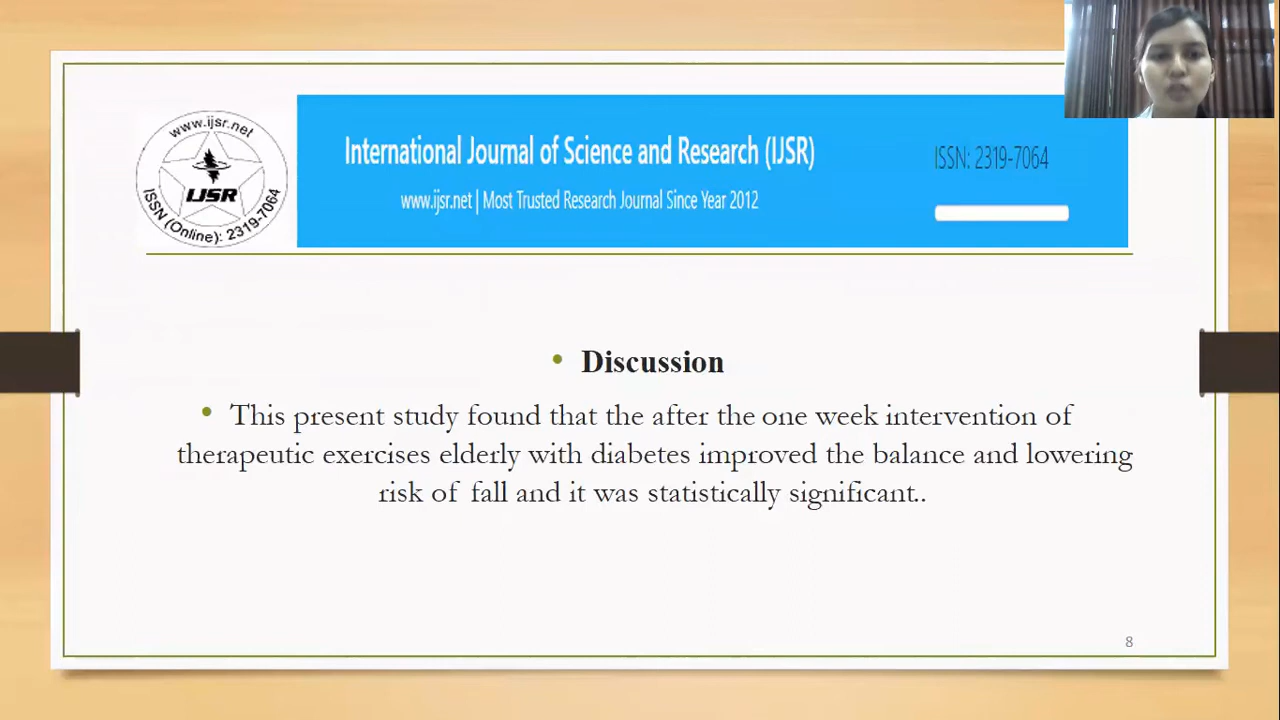 www.ijsr.net
IJSR
ISSN (Online): 2319-7064
International Journal of Science and Research (IJSR)
ISSN: 2319-7064
www.ijsr.net | Most Trusted Research Journal Since Year 2012
• Discussion
• This present study found that the after the one week intervention of
therapeutic exercises elderly with diabetes improved the balance and lowering
risk of fall and it was statistically significant..
8